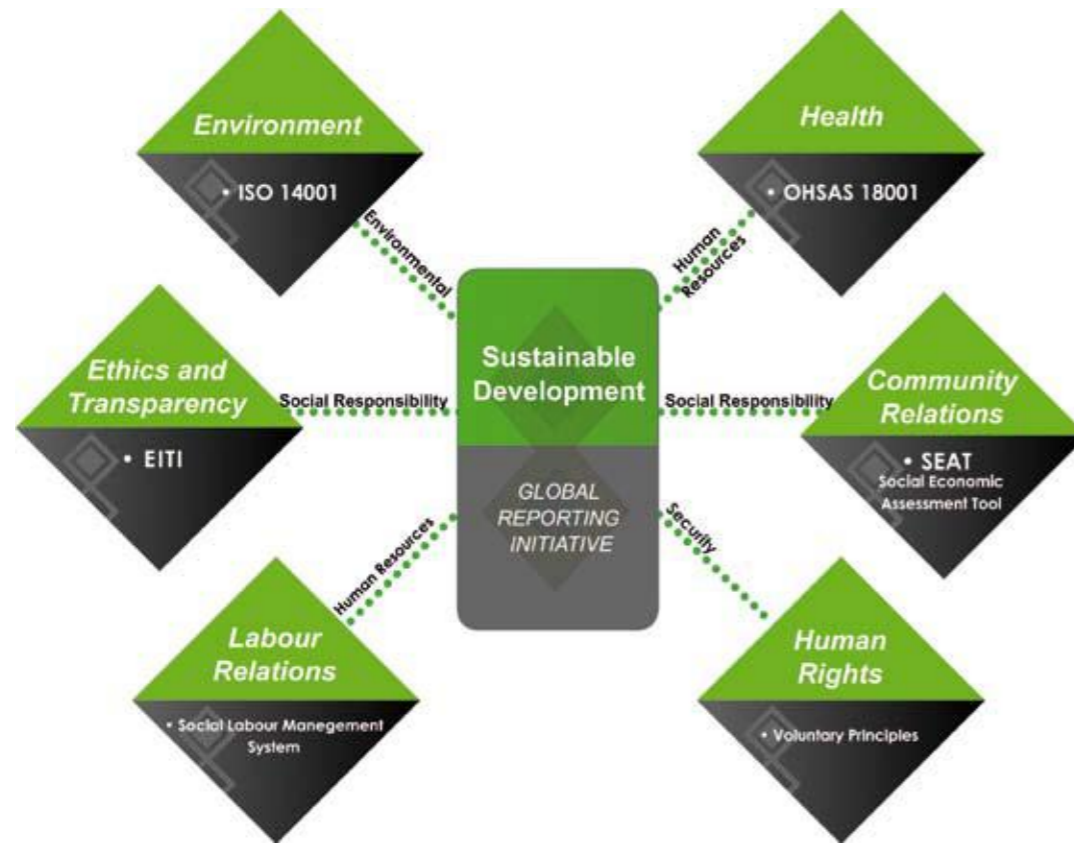 Environment
• ISO 14001
Health
• OHSAS 18001
Environmental
Human
Resources
Ethics and
Transparency
• EITI
Social Responsibility
Sustainable
Development
GLOBAL
REPORTING
INITIATIVE
Social Responsibility
Community
Relations
• SEAT
Social Economic
Assessment Tool
Human Resources
Security
Labour
Relations
• Social Labour Manegement
System
Human
Rights
• Voluntary Principles